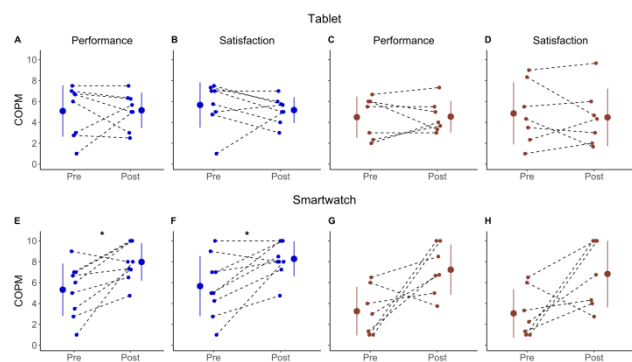 Tablet
A Performance B Satisfaction C Performance D Satisfaction
COPM
10
8
6
4
2
0
Pre Post Pre Post Pre Post Pre Post
Smartwatch
E * F * G H
COPM
10
8
6
4
2
0
Pre Post Pre Post Pre Post Pre Post